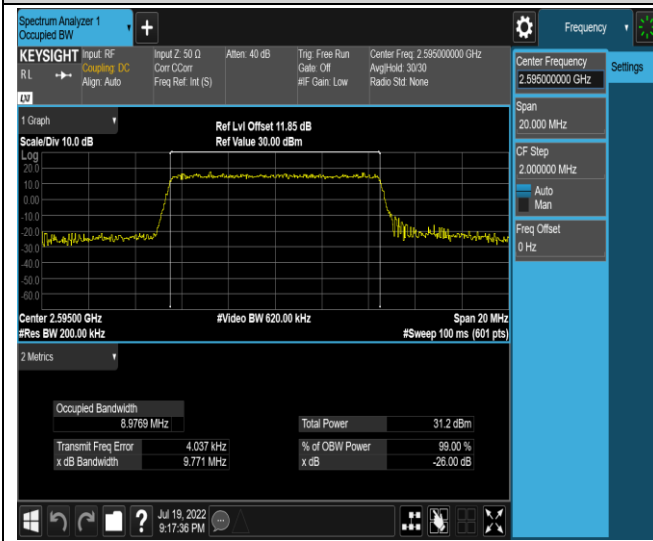 Spectrum Analyzer 1
Occupied BW
+
Frequency
KEYSIGHT
RL
LXI
Input: RF
Coupling: DC
Align: Auto
Input Z: 50 Ω
Corr CCorr
Freq Ref: Int (S)
Atten: 40 dB
Trig: Free Run
Gate: Off
#IF Gain: Low
Center Freq: 2.595000000 GHz
Avg|Hold: 30/30
Radio Std: None
Center Frequency
2.595000000 GHz
Settings
Span
20.000 MHz
CF Step
2.000000 MHz
Auto
Man
Freq Offset
0 Hz
1 Graph
Scale/Div 10.0 dB
Ref Lvl Offset 11.85 dB
Ref Value 30.00 dBm
Log
20.0
10.0
0.00
-10.0
-20.0
-30.0
-40.0
-50.0
-60.0
Center 2.59500 GHz
#Res BW 200.00 kHz
#Video BW 620.00 kHz
Span 20 MHz
#Sweep 100 ms (601 pts)
2 Metrics
Occupied Bandwidth
8.9769 MHz
Transmit Freq Error 4.037 kHz
x dB Bandwidth 9.771 MHz
Total Power 31.2 dBm
% of OBW Power 99.00 %
x dB -26.00 dB
?
Jul 19, 2022
9:17:36 PM